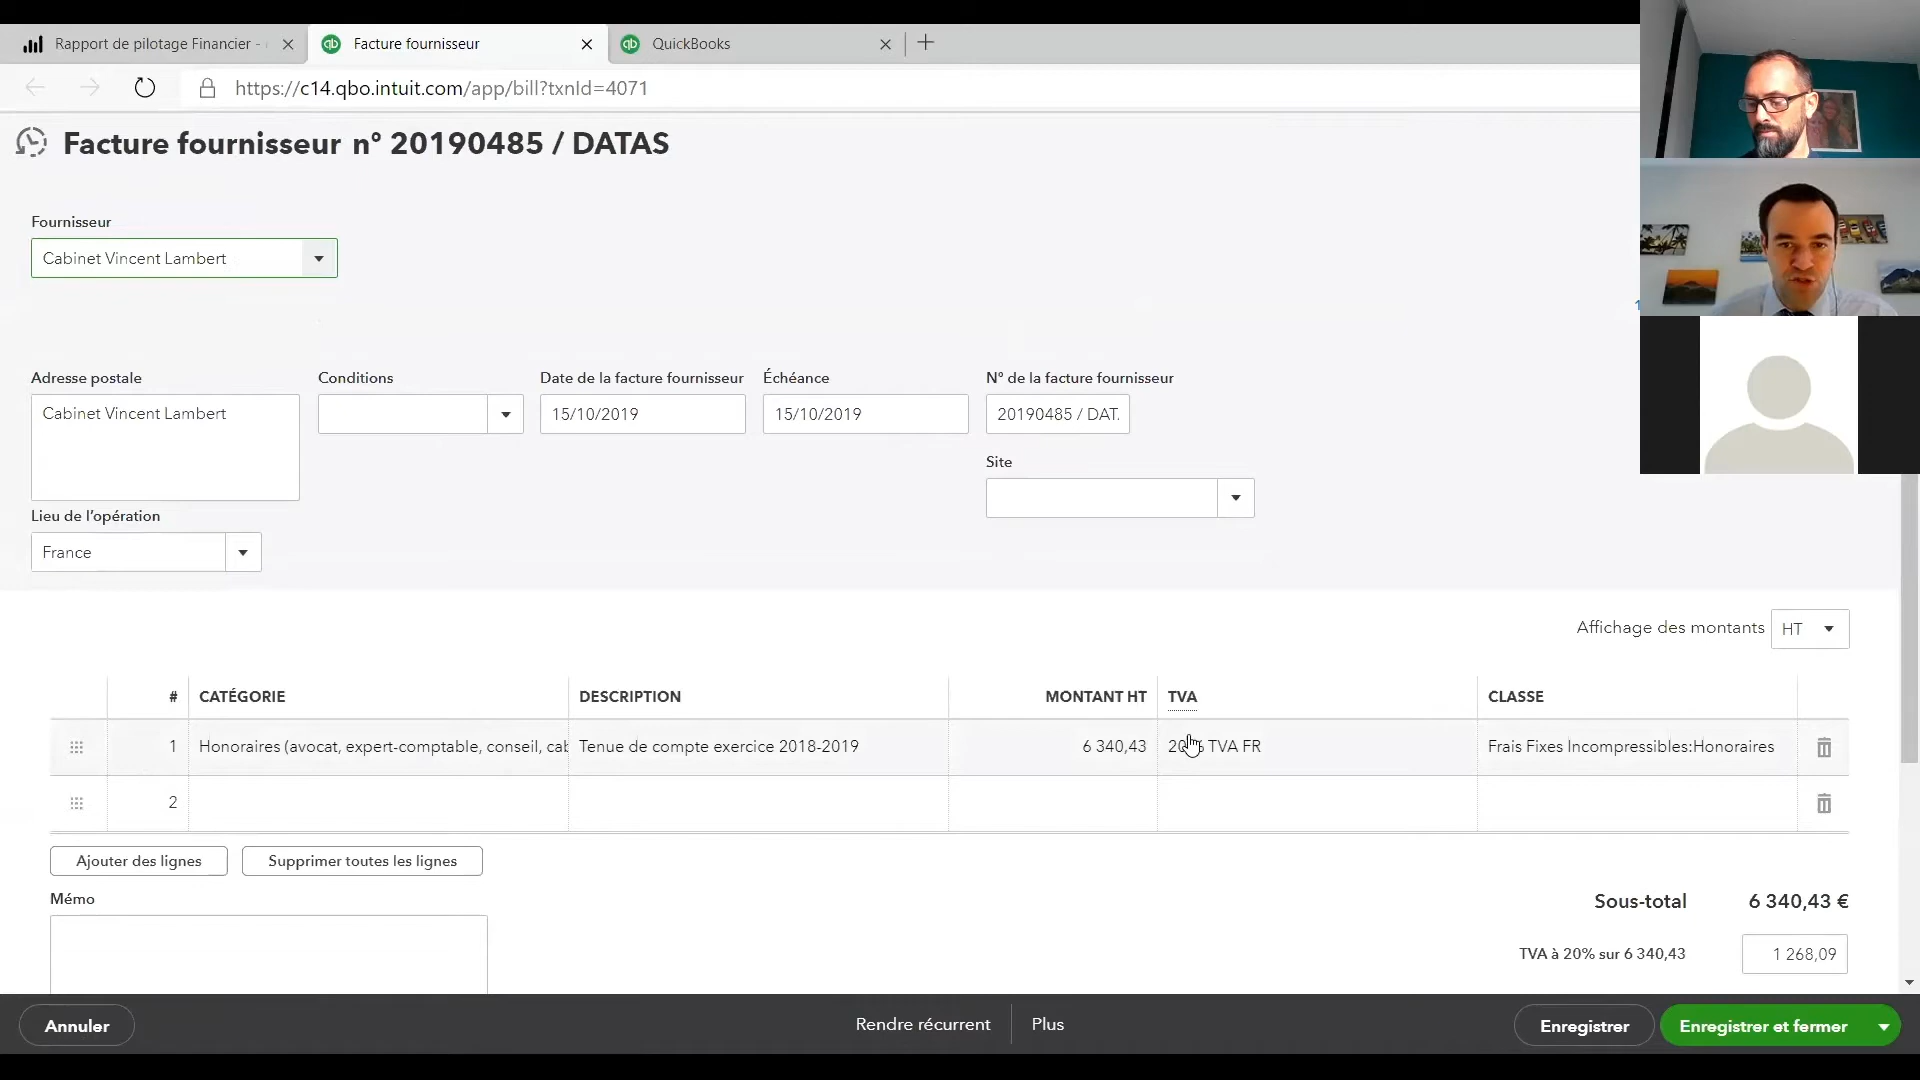 Rapport de pilotage Financier -
Facture fournisseur
QuickBooks
https://c14.qbo.intuit.com/app/bill?txnId=4071
Facture fournisseur n° 20190485 / DATAS
Fournisseur
Cabinet Vincent Lambert
Adresse postale
Conditions
Date de la facture fournisseur
Échéance
N° de la facture fournisseur
Cabinet Vincent Lambert
15/10/2019
15/10/2019
20190485 / DAT.
Site
Lieu de l’opération
France
Affichage des montants
HT
# CATÉGORIE DESCRIPTION MONTANT HT TVA CLASSE
1 Honoraires (avocat, expert-comptable, conseil, cab Tenue de compte exercice 2018-2019 6 340,43 TVA FR Frais Fixes Incompressibles:Honoraires
2
Ajouter des lignes
Supprimer toutes les lignes
Mémo
Sous-total 6 340,43 €
TVA à 20% sur 6 340,43 1 268,09
Annuler
Rendre récurrent
Plus
Enregistrer
Enregistrer et fermer